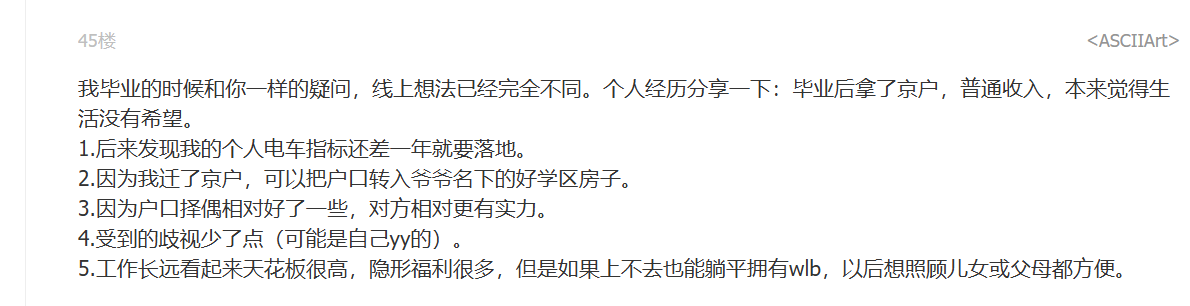 45楼 <ASCIIArt>
我毕业的时候和你一样的疑问，线上想法已经完全不同。个人经历分享一下：毕业后拿了京户，普通收入，本来觉得生
活没有希望。
1.后来发现我的个人电车指标还差一年就要落地。
2.因为我迁了京户，可以把户口转入爷爷名下的好学区房子。
3.因为户口择偶相对好了一些，对方相对更有实力。
4.受到的歧视少了点（可能是自己yy的）。
5.工作长远看起来天花板很高，隐形福利很多，但是如果上不去也能躺平拥有wlb，以后想照顾儿女或父母都方便。